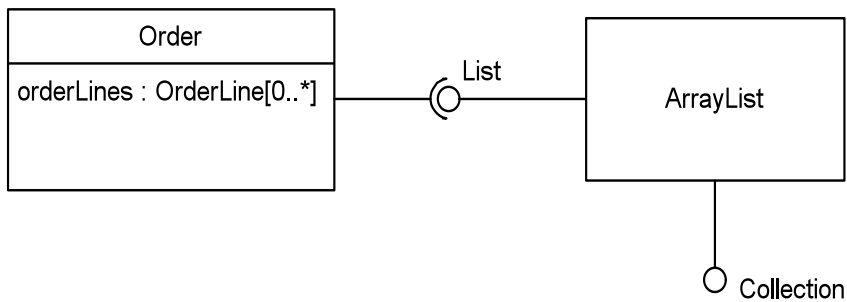 Order
orderLines : OrderLine[0..*]
List
ArrayList
Collection